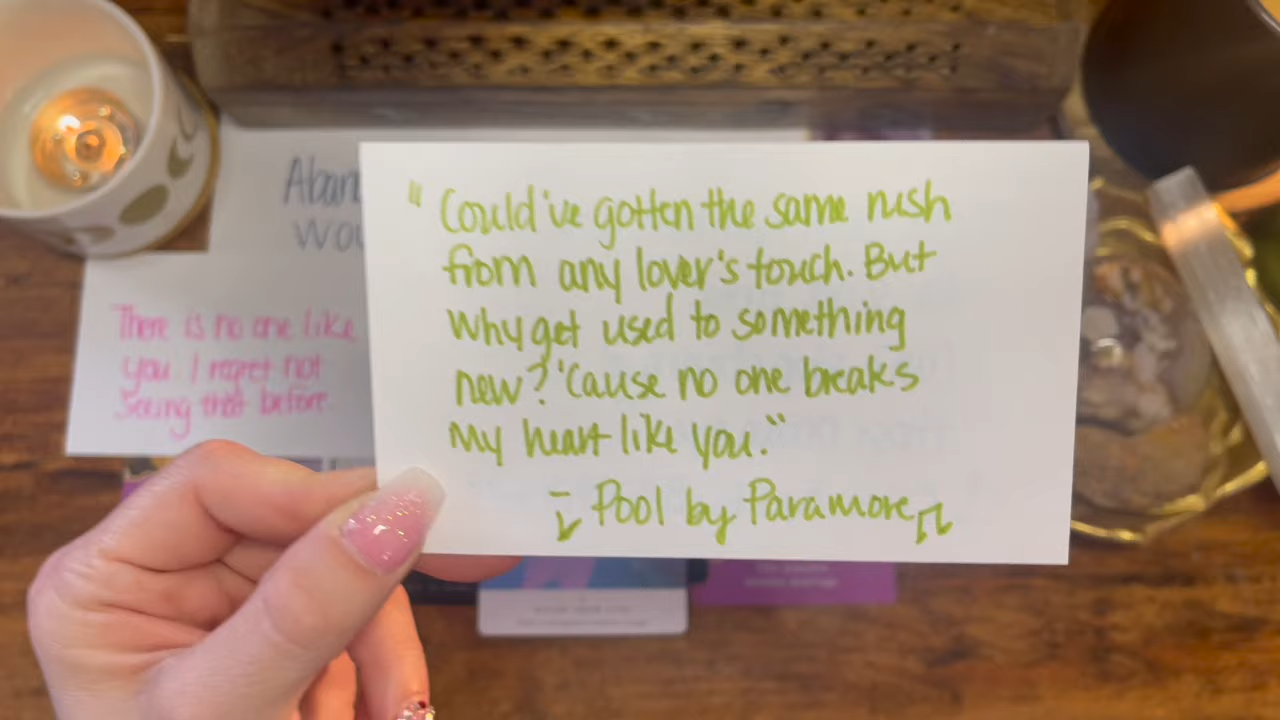 Aban
wou
There is no one like
you. I regret not
seeing that before.
"Could've gotten the same rush
from any lover's touch. But
why get used to something
new? 'Cause no one breaks
my heart like you."
- Pool by Paramore